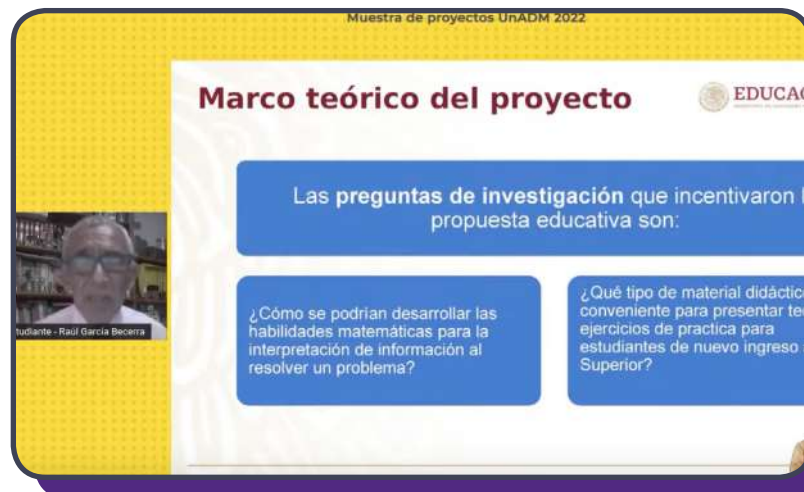 Muestra de proyectos UnADM 2022
Marco teórico del proyecto
EDUCAC
Las preguntas de investigación que incentivaron l
propuesta educativa son:
¿Cómo se podrian desarrollar las
habilidades matemáticas para la
interpretación de información al
resolver un problema?
¿Qué tipo de material didáctic
conveniente para presentar te
ejercicios de practica para
estudiantes de nuevo ingreso
Superior?
tudiante - Raúl García Becerra